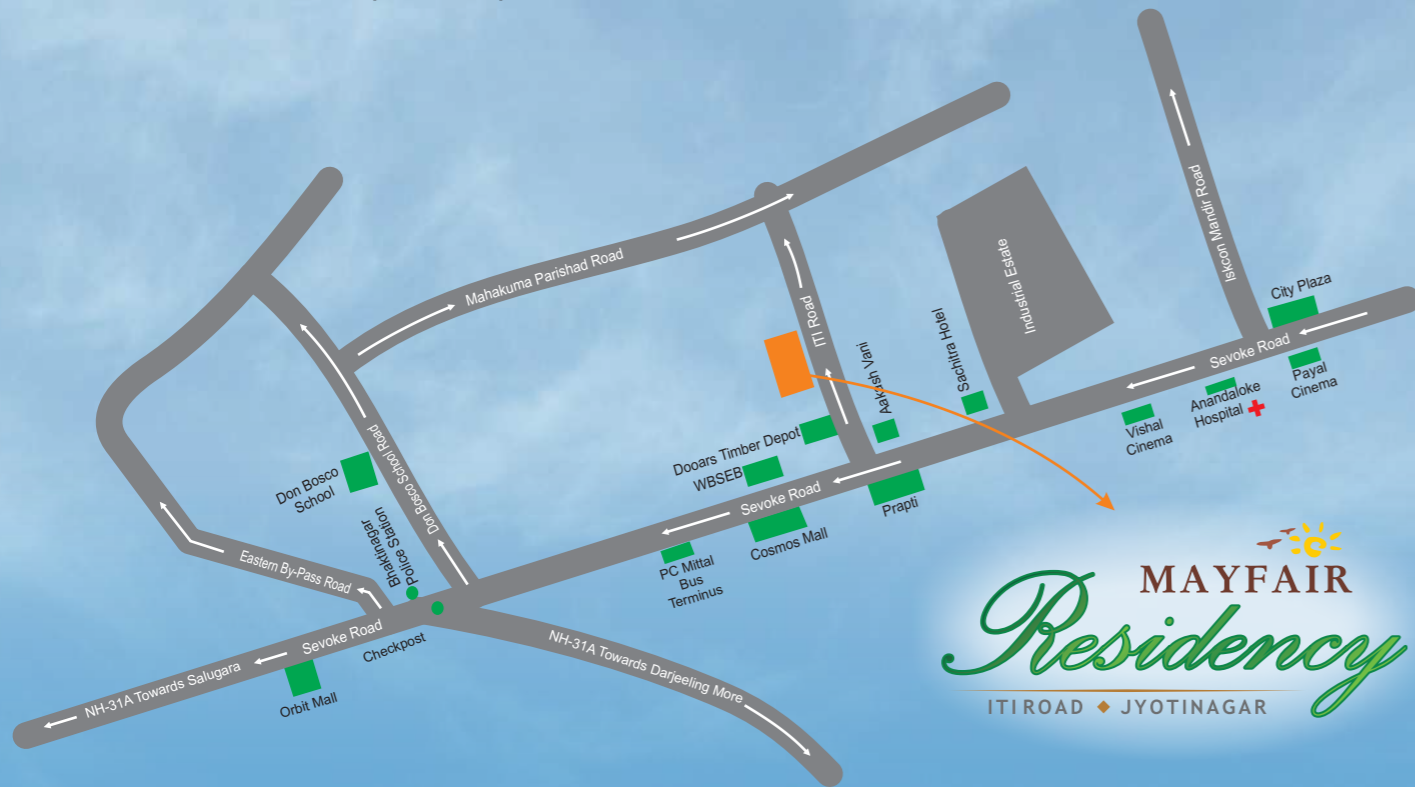 Mahakuma Parishad Road
ITI Road
Industrial Estate
Iskcon Mandir Road
City Plaza
Sevoke Road
Payal
Cinema
Anandaloke
Hospital
Vishal
Cinema
Sachitra Hotel
Aakash Vani
Dooars Timber Depot
WBSEB
Prapti
Sevoke Road
Cosmos Mall
PC Mittal
Bus
Terminus
Don Bosco School Road
Don Bosco
School
Bhaktinagar
Police Station
Eastern By-Pass Road
Checkpost
Sevoke Road
NH-31A Towards Salugara
Orbit Mall
NH-31A Towards Darjeeling More
MAYFAIR
Residency
ITI ROAD ◆ JYOTINAGAR